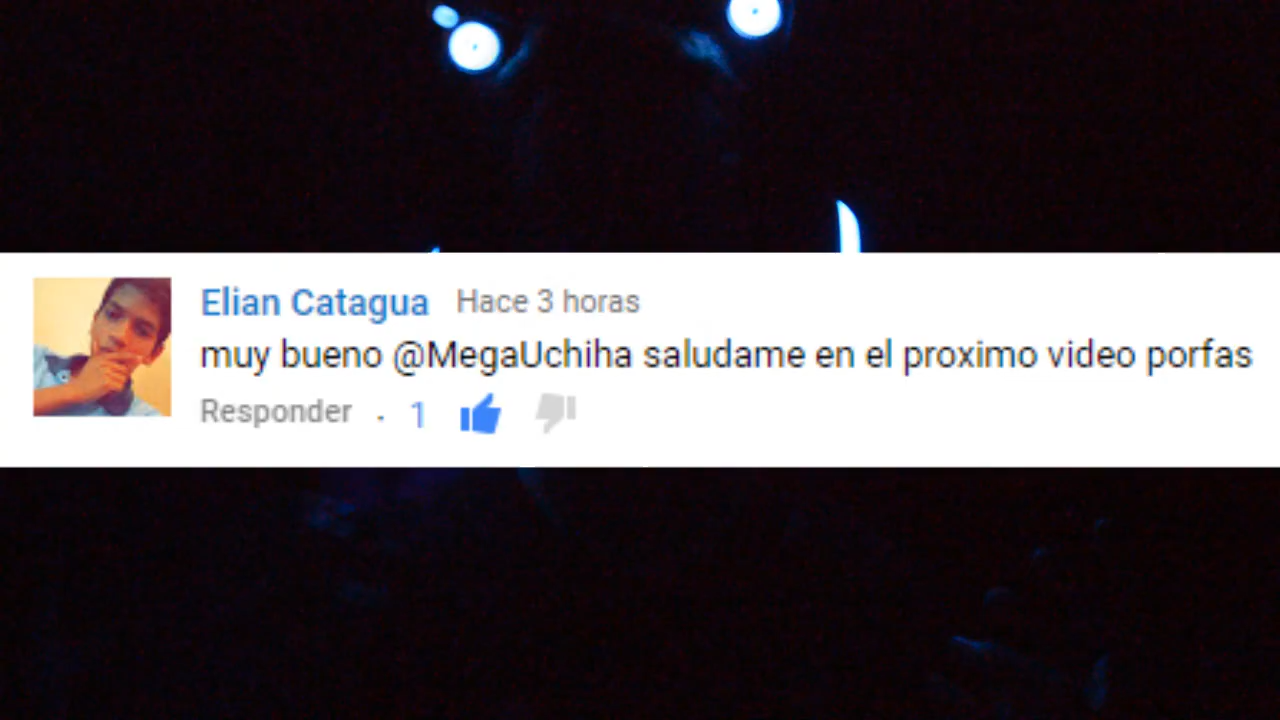 Elian Catagua Hace 3 horas
muy bueno @MegaUchiha saludame en el proximo video porfas
Responder . 1